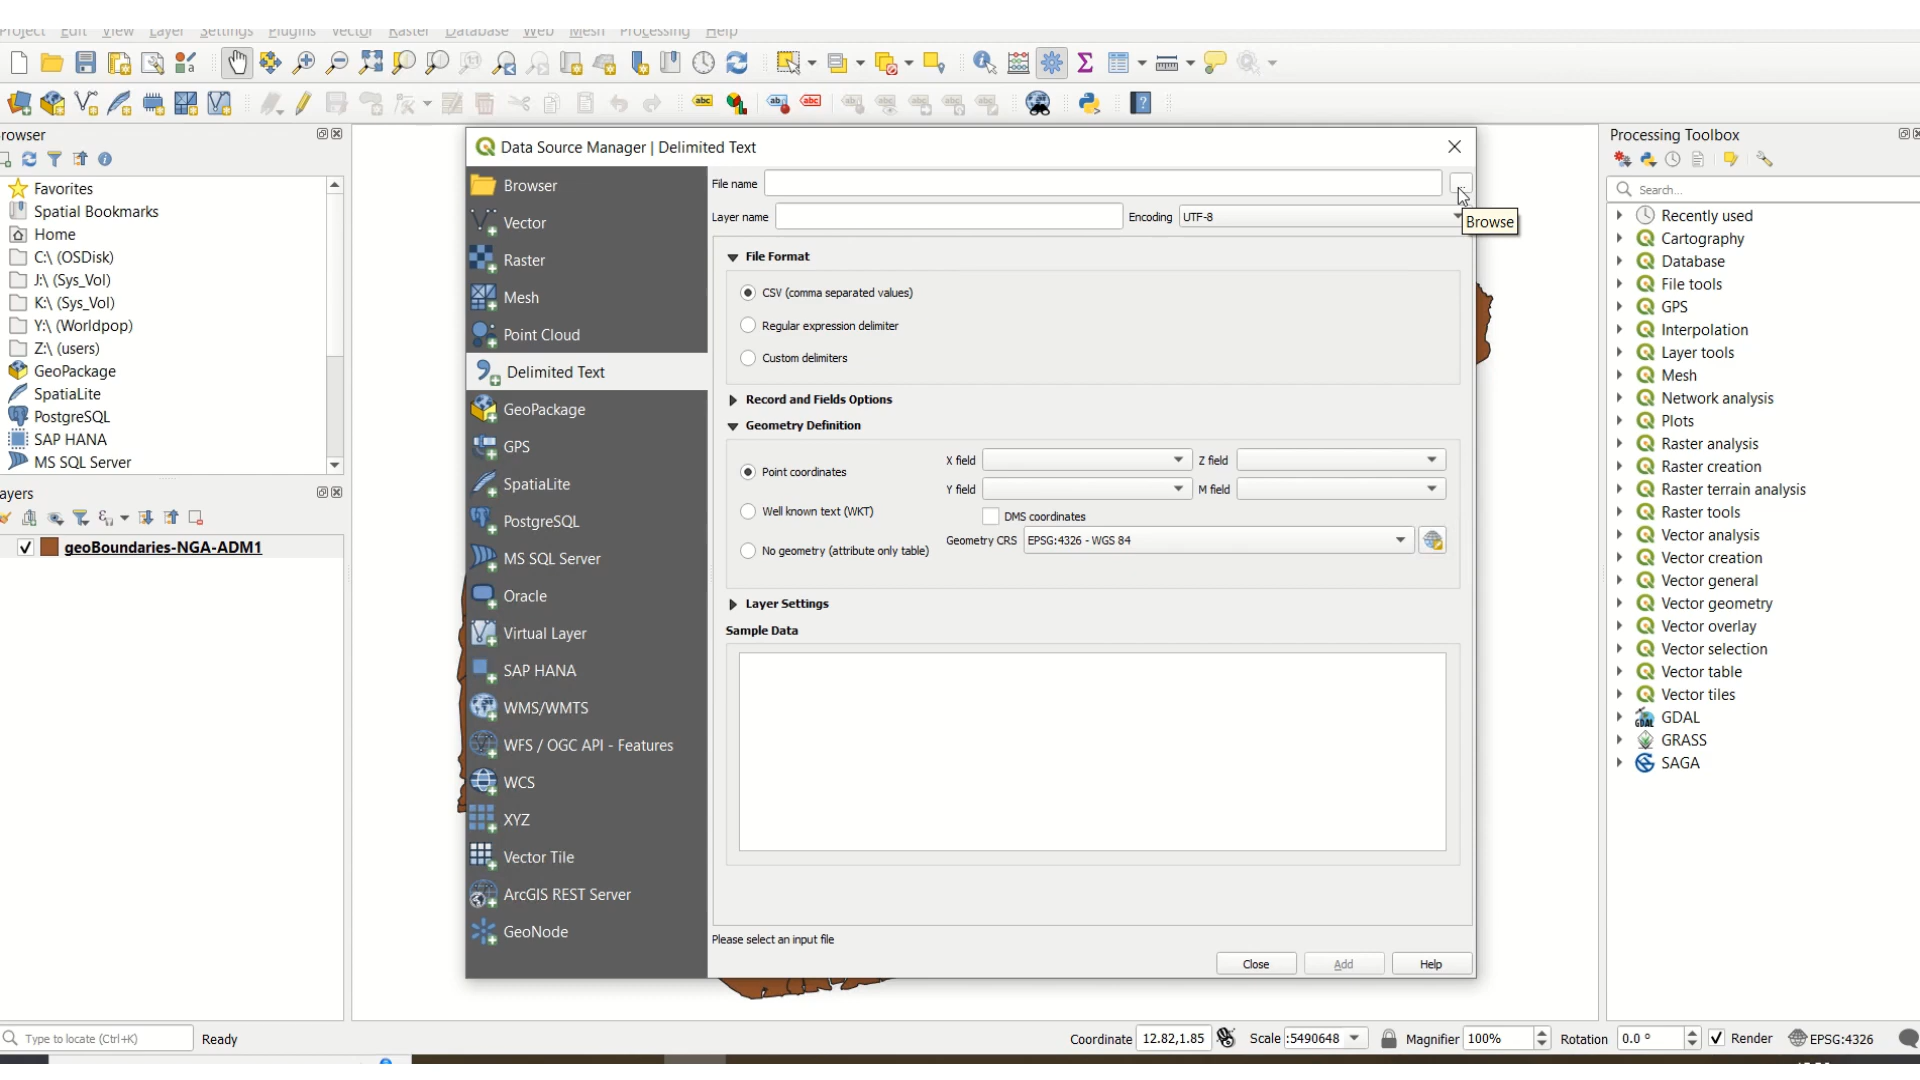 Project Edit View Layer Settings Plugins Vector Raster Database Web Mesh Processing Help
rowser
Favorites
Spatial Bookmarks
Home
C:\ (OSDisk)
J:\ (Sys_Vol)
K:\ (Sys_Vol)
Y:\ (Worldpop)
Z:\ (users)
GeoPackage
SpatiaLite
PostgreSQL
SAP HANA
MS SQL Server
ayers
geoBoundaries-NGA-ADM1
Data Source Manager | Delimited Text
Browser
Vector
Raster
Mesh
Point Cloud
Delimited Text
GeoPackage
GPS
SpatiaLite
PostgreSQL
MS SQL Server
Oracle
Virtual Layer
SAP HANA
WMS/WMTS
WFS / OGC API - Features
WCS
XYZ
Vector Tile
ArcGIS REST Server
GeoNode
File name
Browse
Layer name Encoding UTF-8
File Format
CSV (comma separated values)
Regular expression delimiter
Custom delimiters
Record and Fields Options
Geometry Definition
Point coordinates X field Z field
Y field M field
Well known text (WKT) DMS coordinates
No geometry (attribute only table) Geometry CRS EPSG:4326 - WGS 84
Layer Settings
Sample Data
Please select an input file
Close Add Help
Processing Toolbox
Search...
Recently used
Cartography
Database
File tools
GPS
Interpolation
Layer tools
Mesh
Network analysis
Plots
Raster analysis
Raster creation
Raster terrain analysis
Raster tools
Vector analysis
Vector creation
Vector general
Vector geometry
Vector overlay
Vector selection
Vector table
Vector tiles
GDAL
GRASS
SAGA
Type to locate (Ctrl+K) Ready Coordinate 12.82,1.85 Scale :5490648 Magnifier 100% Rotation 0.0 ° Render EPSG:4326